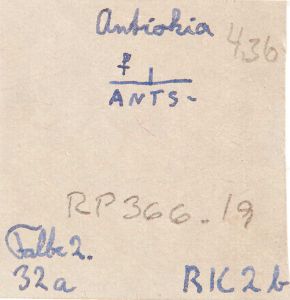 Antiokia
436
f I
ANTS-
RP366.19
Falbe 2.
32a
RK2b